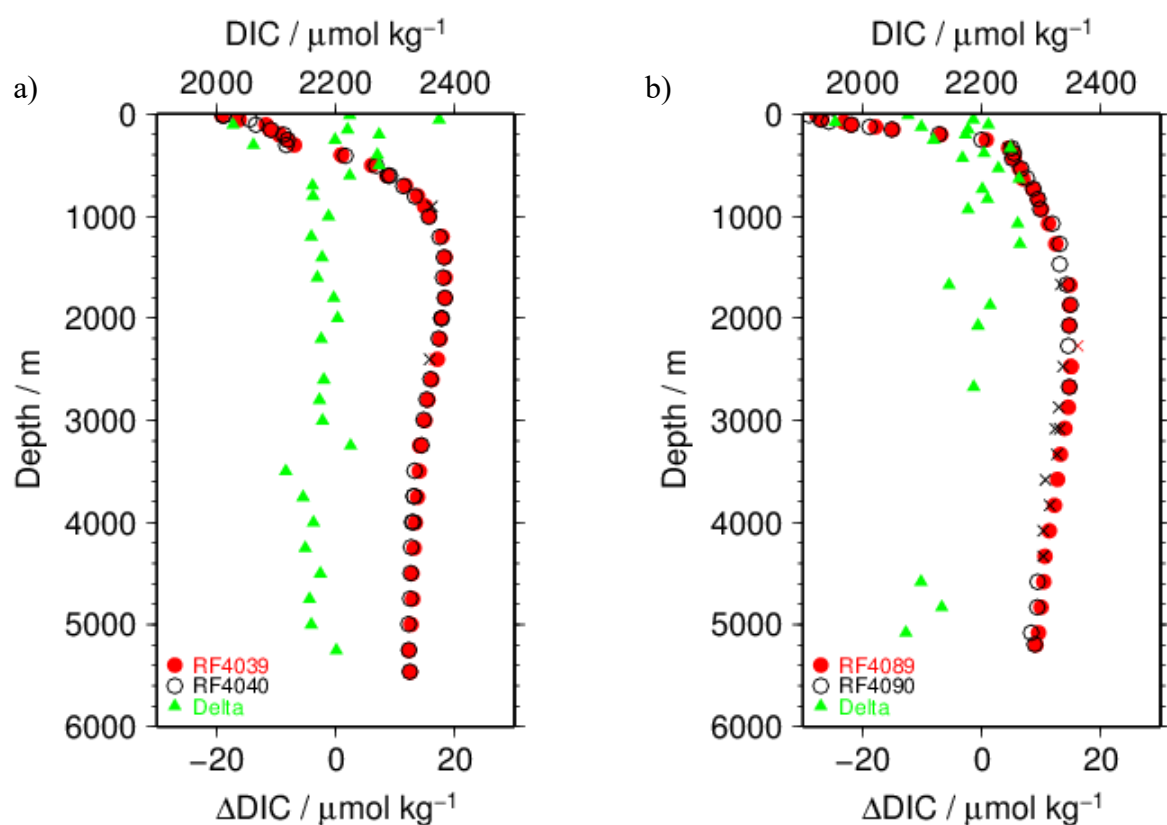 a)
DIC / μmol kg⁻¹
2000 2200 2400
0
1000
2000
3000
4000
5000
6000
Depth / m
RF4039
RF4040
Delta
−20 0 20
ΔDIC / μmol kg⁻¹
b)
DIC / μmol kg⁻¹
2000 2200 2400
0
1000
2000
3000
4000
5000
6000
Depth / m
RF4089
RF4090
Delta
−20 0 20
ΔDIC / μmol kg⁻¹